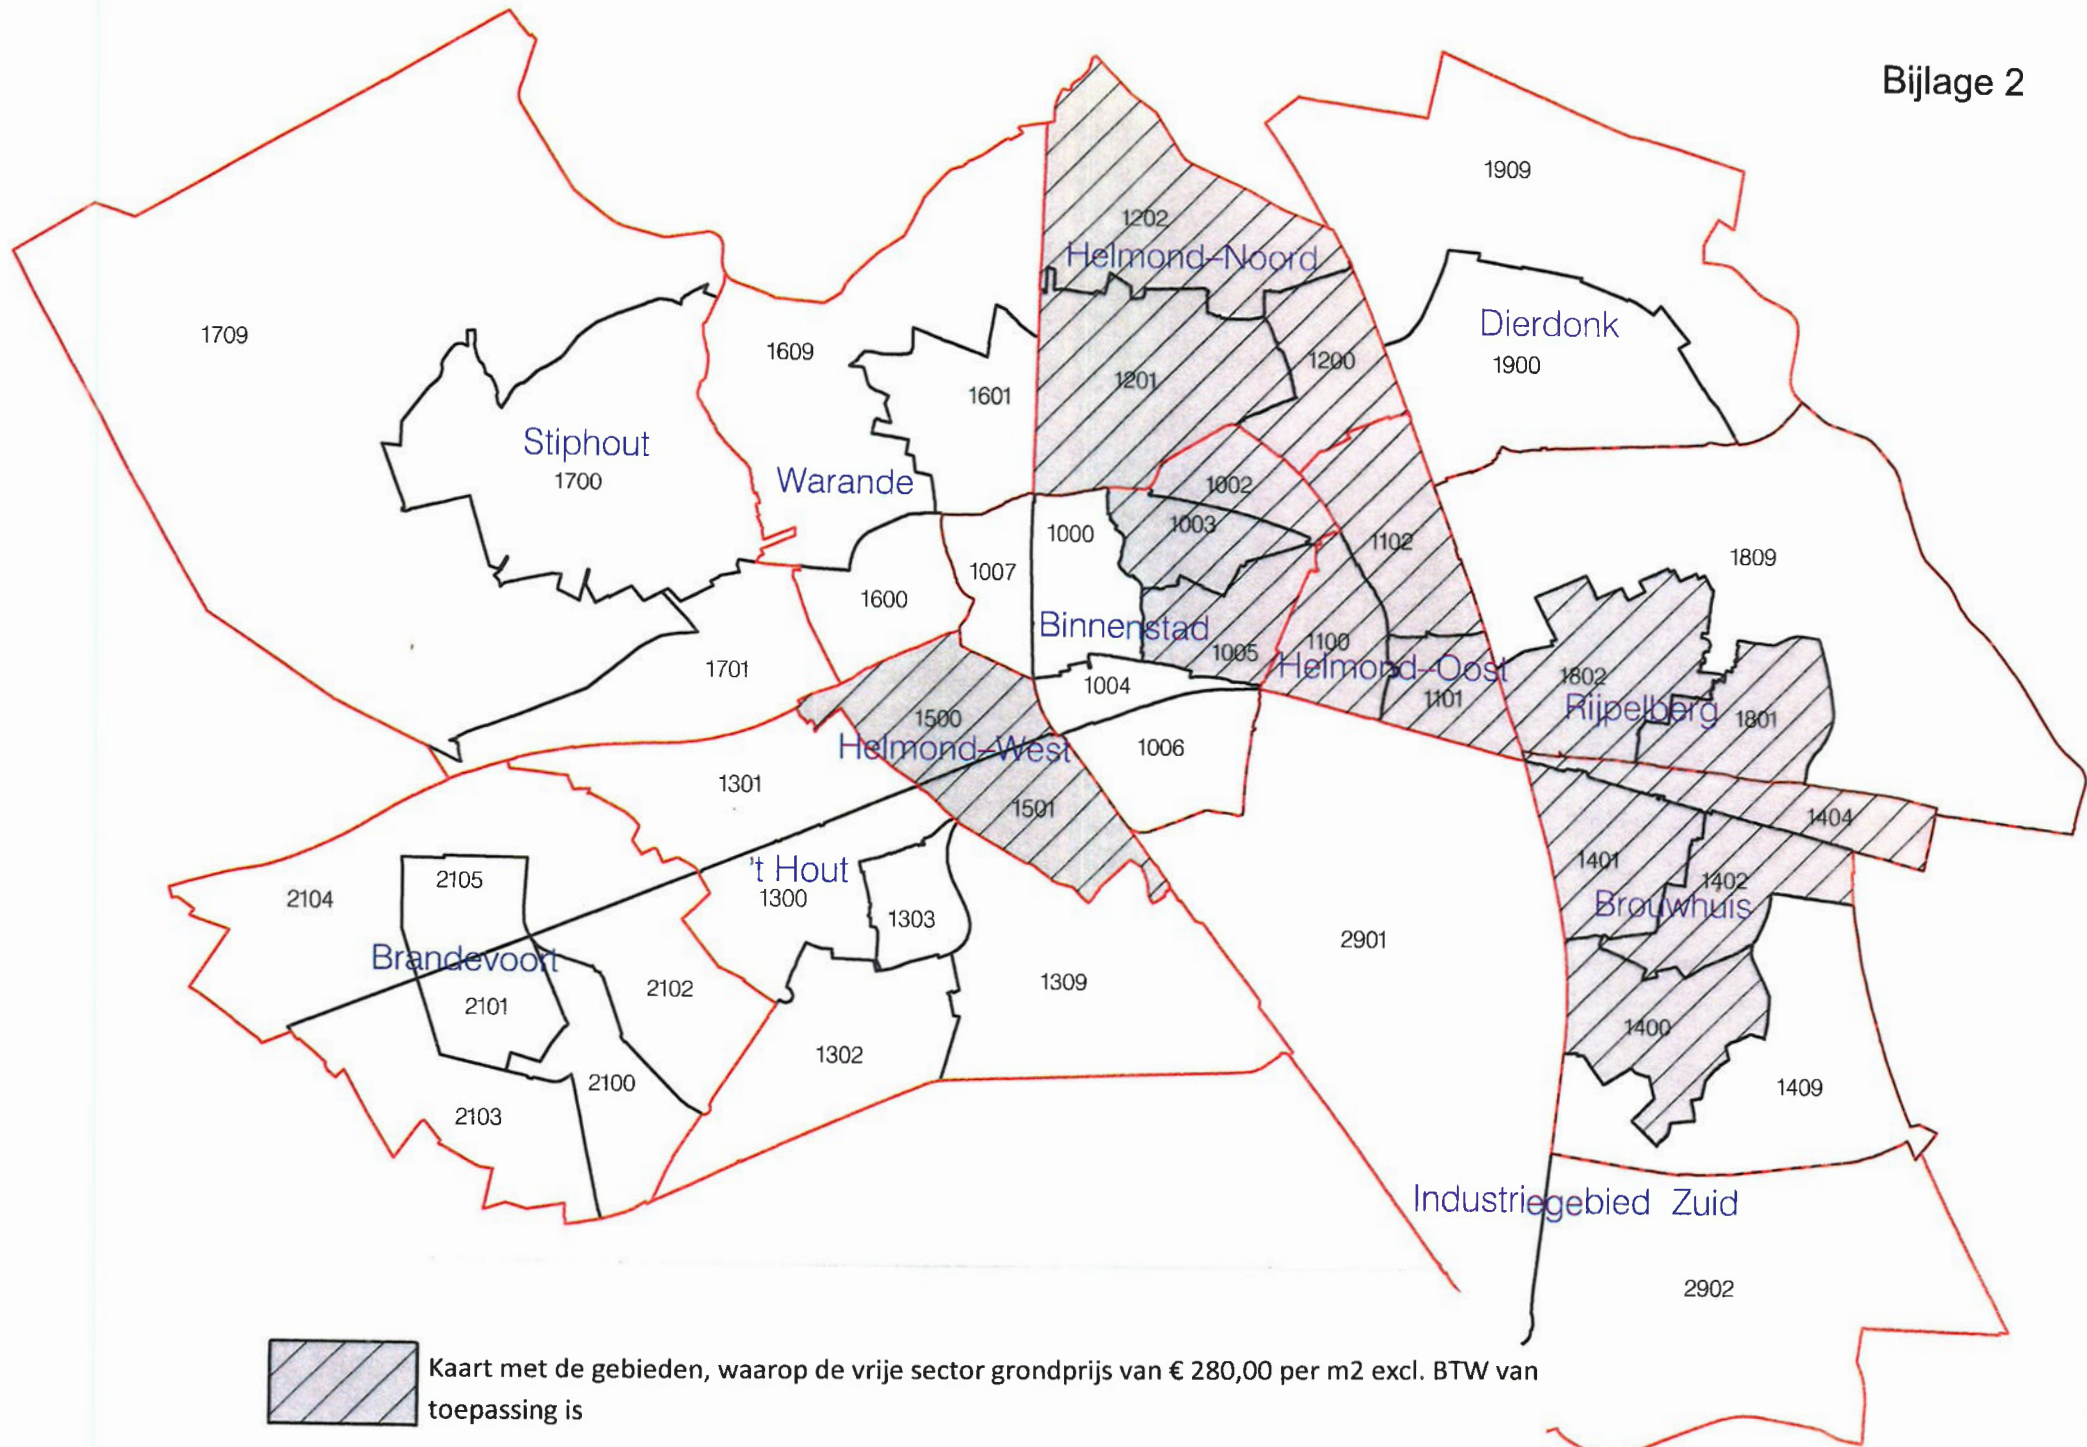 Bijlage 2
1909
1202
Helmond-Noord
Dierdonk
1709
1609
1200
1900
1201
1601
Stiphout
1700
Warande
1002
1003
1000
1102
1809
1007
1600
Binnenstad
1100
1005
Helmond-Oost
1701
1802
1004
1101
Rijpelberg
1801
1500
Helmond-West
1006
1301
1501
1404
1401
't Hout
2105
1402
1300
2104
Brouwhuis
1303
2901
Brandevoort
2102
1309
2101
1400
1302
2100
1409
2103
Industriegebied Zuid
2902
Kaart met de gebieden, waarop de vrije sector grondprijs van € 280,00 per m2 excl. BTW van
toepassing is